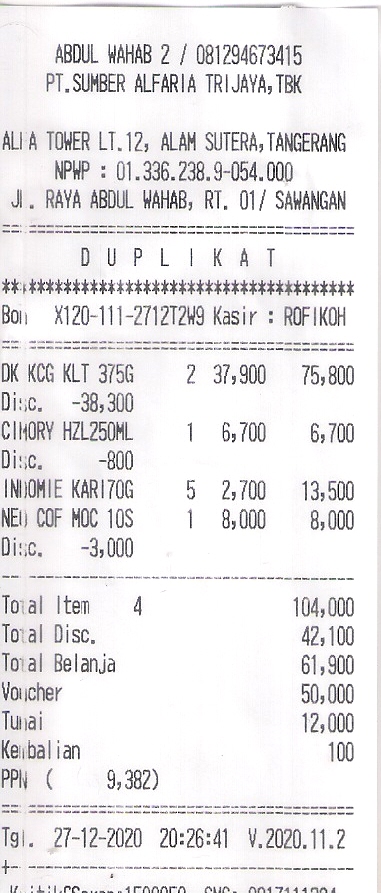 ABDUL WAHAB 2 / 081294673415
PT.SUMBER ALFARIA TRIJAYA,TBK
ALFA TOWER LT.12, ALAM SUTERA,TANGERANG
NPWP : 01.336.238.9-054.000
Jl. RAYA ABDUL WAHAB, RT. 01/ SAWANGAN
D U P L I K A T
***************************************
Bon X120-111-2712T2W9 Kasir : ROFIKOH
DK KCG KLT 375G 2 37,900 75,800
Disc. -38,300
CIMORY HZL250ML 1 6,700 6,700
Disc. -800
INDOMIE KARI70G 5 2,700 13,500
NEO COF MOC 10S 1 8,000 8,000
Disc. -3,000
Total Item 4 104,000
Total Disc. 42,100
Total Belanja 61,900
Voucher 50,000
Tunai 12,000
Kembalian 100
PPN ( 9,382)
Tgl. 27-12-2020 20:26:41 V.2020.11.2